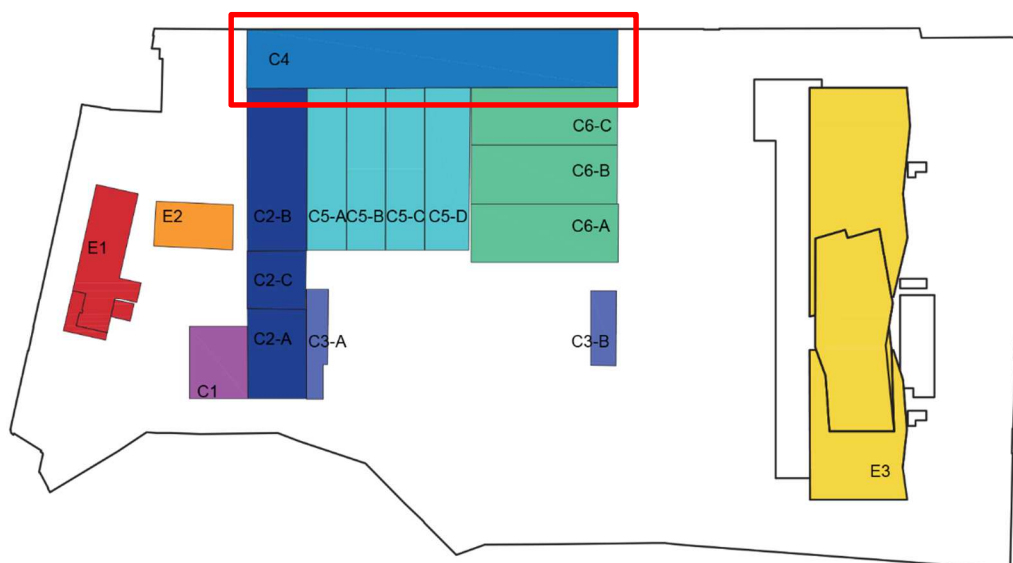 C4
C6-C
C6-B
E2
C2-B
C5-A
C5-B
C5-C
C5-D
C6-A
E1
C2-C
C2-A
C3-A
C3-B
C1
E3